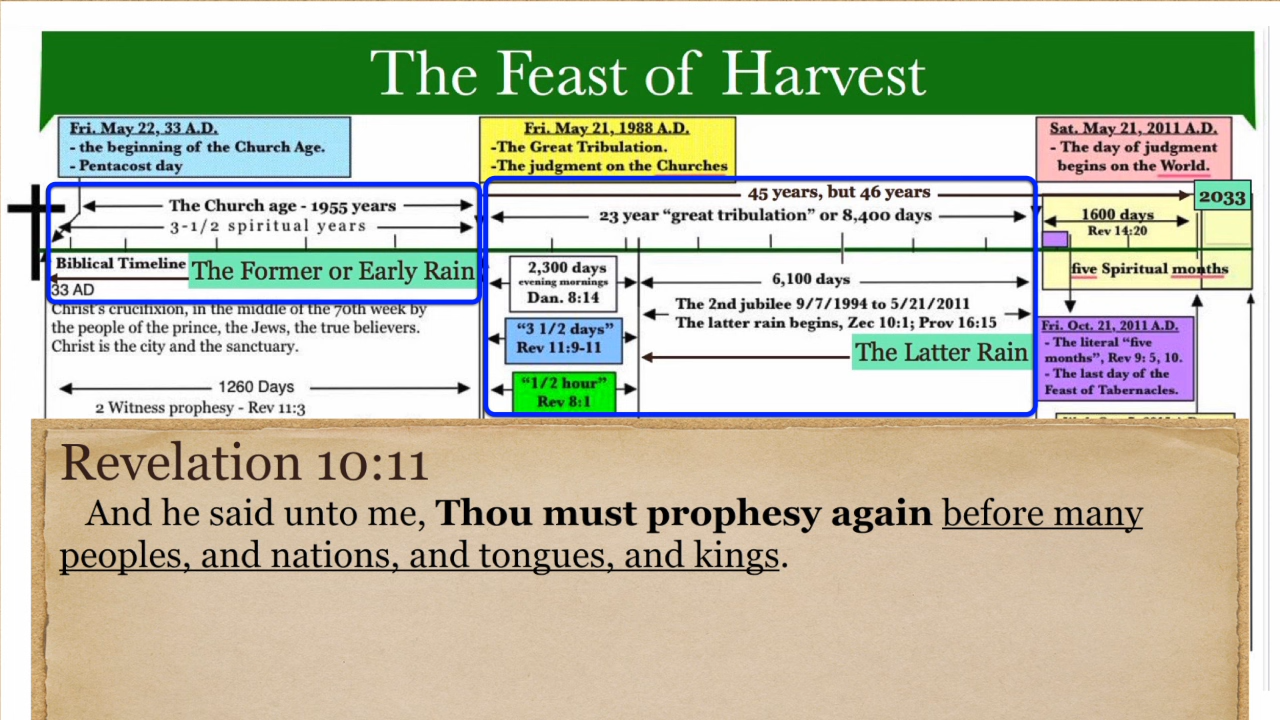 The Feast of Harvest
Fri. May 22, 33 A.D.
- the beginning of the Church Age.
- Pentacost day
Fri. May 21, 1988 A.D.
-The Great Tribulation.
-The judgment on the Churches
Sat. May 21, 2011 A.D.
- The day of judgment
begins on the World.
The Church age - 1955 years
3-1/2 spiritual years
Biblical Timeline
The Former or Early Rain
33 AD
Christ's crucifixion, in the middle of the 70th week by
the people of the prince, the Jews, the true believers.
Christ is the city and the sanctuary.
1260 Days
2 Witness prophesy - Rev 11:3
45 years, but 46 years
23 year "great tribulation" or 8,400 days
2,300 days
evening mornings
Dan. 8:14
"3 1/2 days"
Rev 11:9-11
"1/2 hour"
Rev 8:1
6,100 days
The 2nd jubilee 9/7/1994 to 5/21/2011
The latter rain begins, Zec 10:1; Prov 16:15
The Latter Rain
2033
1600 days
Rev 14:20
five Spiritual months
Fri. Oct. 21, 2011 A.D.
- The literal "five
months", Rev 9: 5, 10.
- The last day of the
Feast of Tabernacles.
Revelation 10:11
And he said unto me, Thou must prophesy again before many
peoples, and nations, and tongues, and kings.